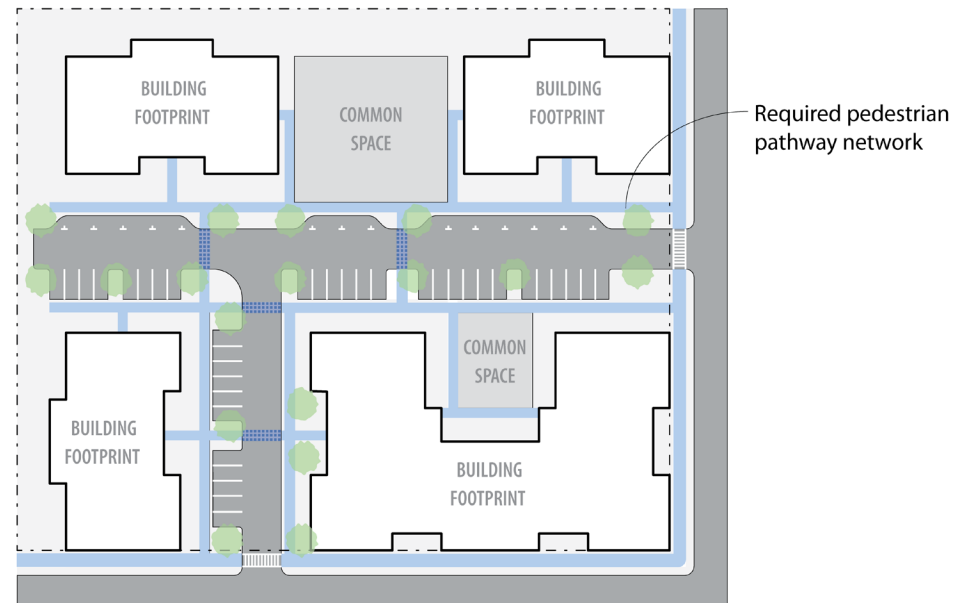 BUILDING
FOOTPRINT
COMMON
SPACE
BUILDING
FOOTPRINT
Required pedestrian
pathway network
COMMON
SPACE
BUILDING
FOOTPRINT
BUILDING
FOOTPRINT